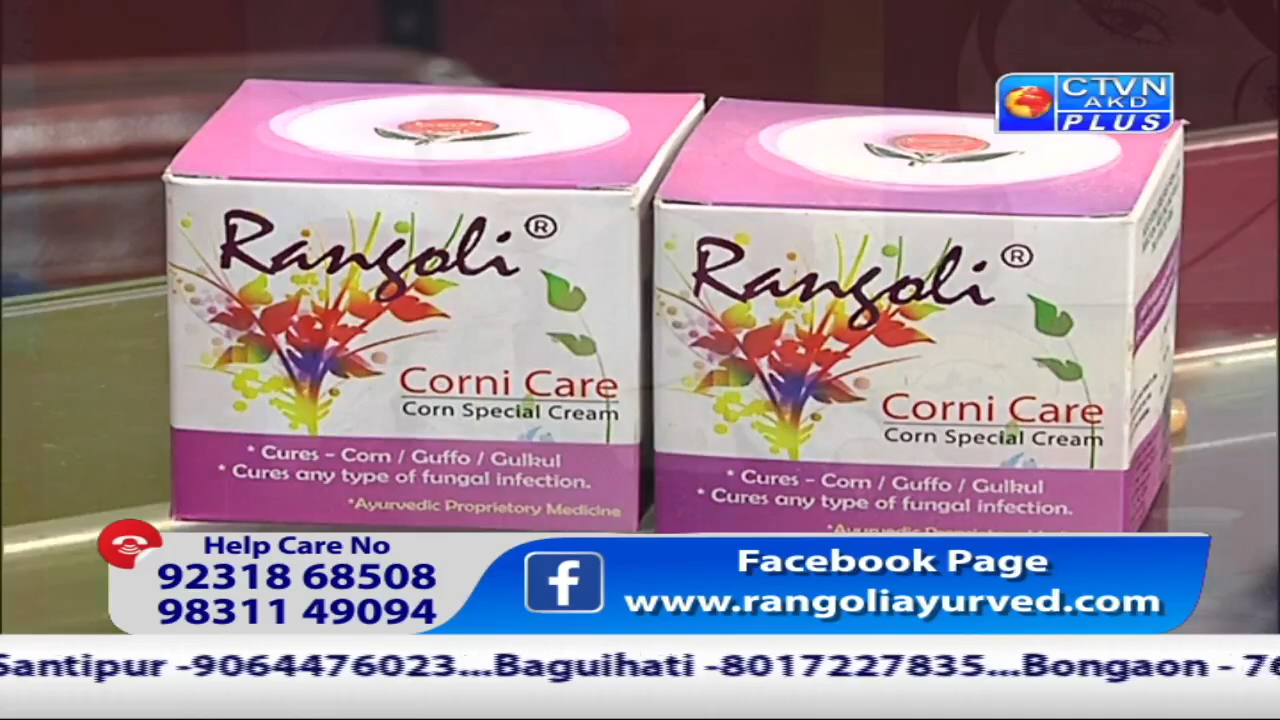 CTVN
AKD
PLUS
Rangoli®
Corni Care
Corn Special Cream
* Cures - Corn / Guffo / Gulkul
* Cures any type of fungal infection.
*Ayurvedic Proprietary Medicine
Rangoli®
Corni Care
Corn Special Cream
* Cures - Corn / Guffo / Gulkul
* Cures any type of fungal infection.
Help Care No
92318 68508
98311 49094
f
Facebook Page
www.rangoliayurved.com
Santipur -9064476023...Baguihati -8017227835...Bongaon - 76